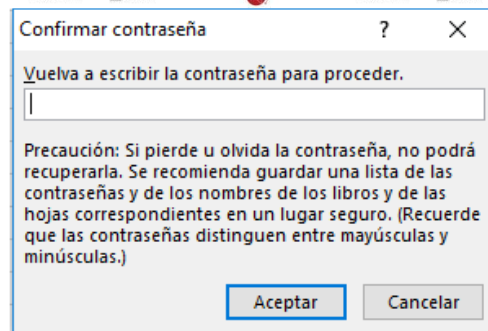 Confirmar contraseña ? ×
Vuelva a escribir la contraseña para proceder.
Precaución: Si pierde u olvida la contraseña, no podrá
recuperarla. Se recomienda guardar una lista de las
contraseñas y de los nombres de los libros y de las
hojas correspondientes en un lugar seguro. (Recuerde
que las contraseñas distinguen entre mayúsculas y
minúsculas.)
Aceptar Cancelar